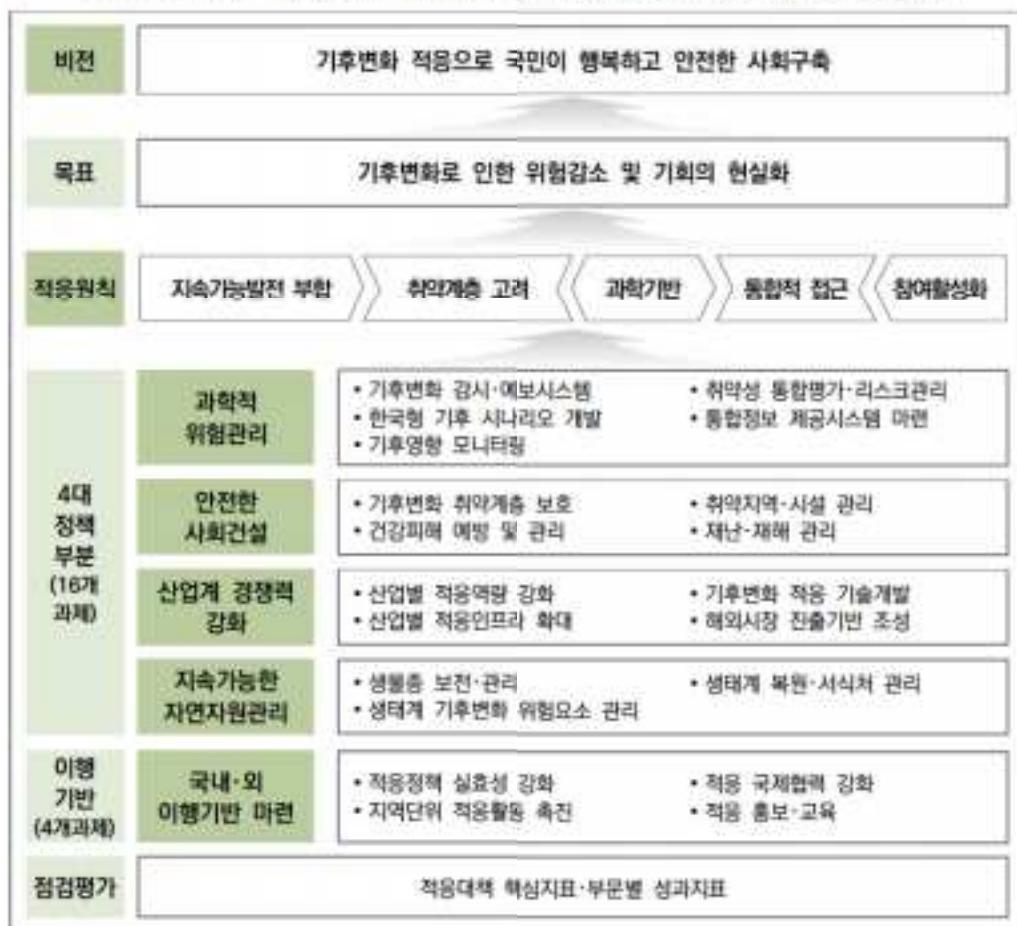 비전
기후변화 적응으로 국민이 행복하고 안전한 사회구축
목표
기후변화로 인한 위험감소 및 기회의 현실화
적응원칙
지속가능발전 부합
취약계층 고려
과학기반
통합적 접근
참여활성화
4대
정책
부분
(16개
과제)
과학적
위험관리
• 기후변화 감시·예보시스템
• 한국형 기후 시나리오 개발
• 기후영향 모니터링
• 취약성 통합평가·리스크관리
• 통합정보 제공시스템 마련
안전한
사회건설
• 기후변화 취약계층 보호
• 건강피해 예방 및 관리
• 취약지역·시설 관리
• 재난·재해 관리
산업계 경쟁력
강화
• 산업별 적응역량 강화
• 산업별 적응인프라 확대
• 기후변화 적응 기술개발
• 해외시장 진출기반 조성
지속가능한
자연자원관리
• 생물종 보전·관리
• 생태계 기후변화 위험요소 관리
• 생태계 복원·서식처 관리
이행
기반
(4개과제)
국내·외
이행기반 마련
• 적응정책 실효성 강화
• 지역단위 적응활동 촉진
• 적응 국제협력 강화
• 적응 홍보·교육
점검평가
적응대책 핵심지표·부문별 성과지표